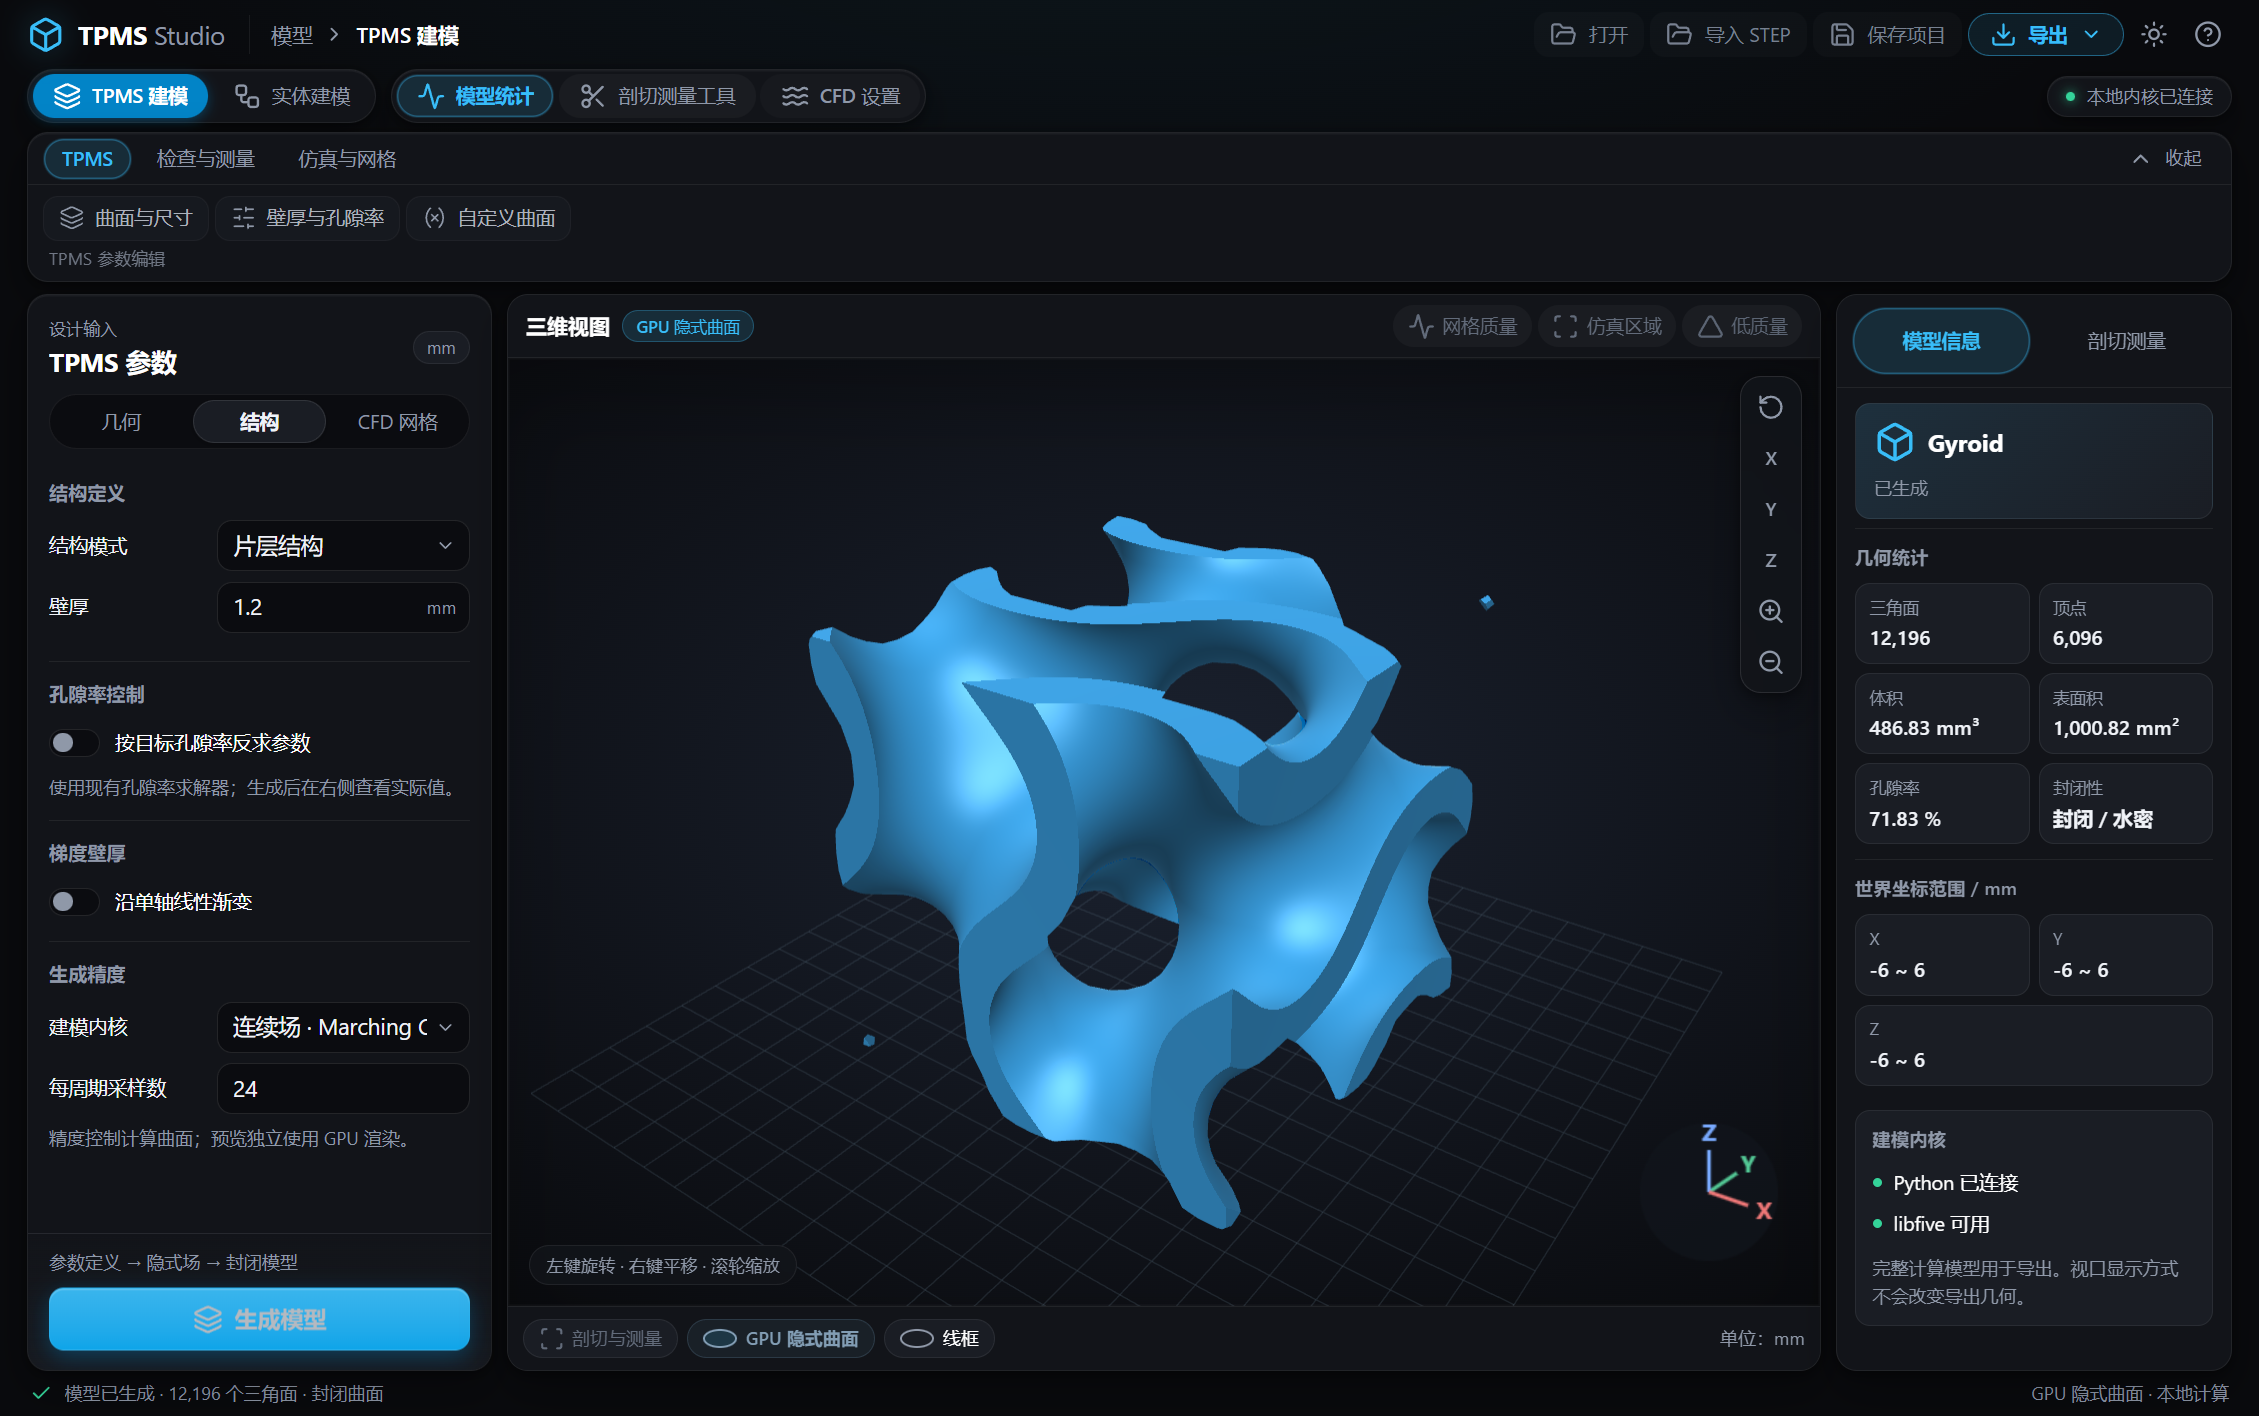 TPMS Studio 模型 > TPMS 建模 打开 导入 STEP 保存项目 导出
TPMS 建模 实体建模 模型统计 剖切测量工具 CFD 设置 本地内核已连接
TPMS 检查与测量 仿真与网格 收起
曲面与尺寸 壁厚与孔隙率 自定义曲面
TPMS 参数编辑
设计输入
TPMS 参数
mm
几何 结构 CFD 网格
结构定义
结构模式 片层结构
壁厚 1.2 mm
孔隙率控制
按目标孔隙率反求参数
使用现有孔隙率求解器；生成后在右侧查看实际值。
梯度壁厚
沿单轴线性渐变
生成精度
建模内核 连续场 · Marching C
每周期采样数 24
精度控制计算曲面；预览独立使用 GPU 渲染。
参数定义 → 隐式场 → 封闭模型
生成模型
三维视图 GPU 隐式曲面 网格质量 仿真区域 低质量
X
Y
Z
Z
Y
X
左键旋转 · 右键平移 · 滚轮缩放
剖切与测量 GPU 隐式曲面 线框 单位：mm
模型信息 剖切测量
Gyroid
已生成
几何统计
三角面 顶点
12,196 6,096
体积 表面积
486.83 mm³ 1,000.82 mm²
孔隙率 封闭性
71.83 % 封闭 / 水密
世界坐标范围 / mm
X Y
-6 ~ 6 -6 ~ 6
Z
-6 ~ 6
建模内核
Python 已连接
libfive 可用
完整计算模型用于导出。视口显示方式
不会改变导出几何。
模型已生成 · 12,196 个三角面 · 封闭曲面 GPU 隐式曲面 · 本地计算